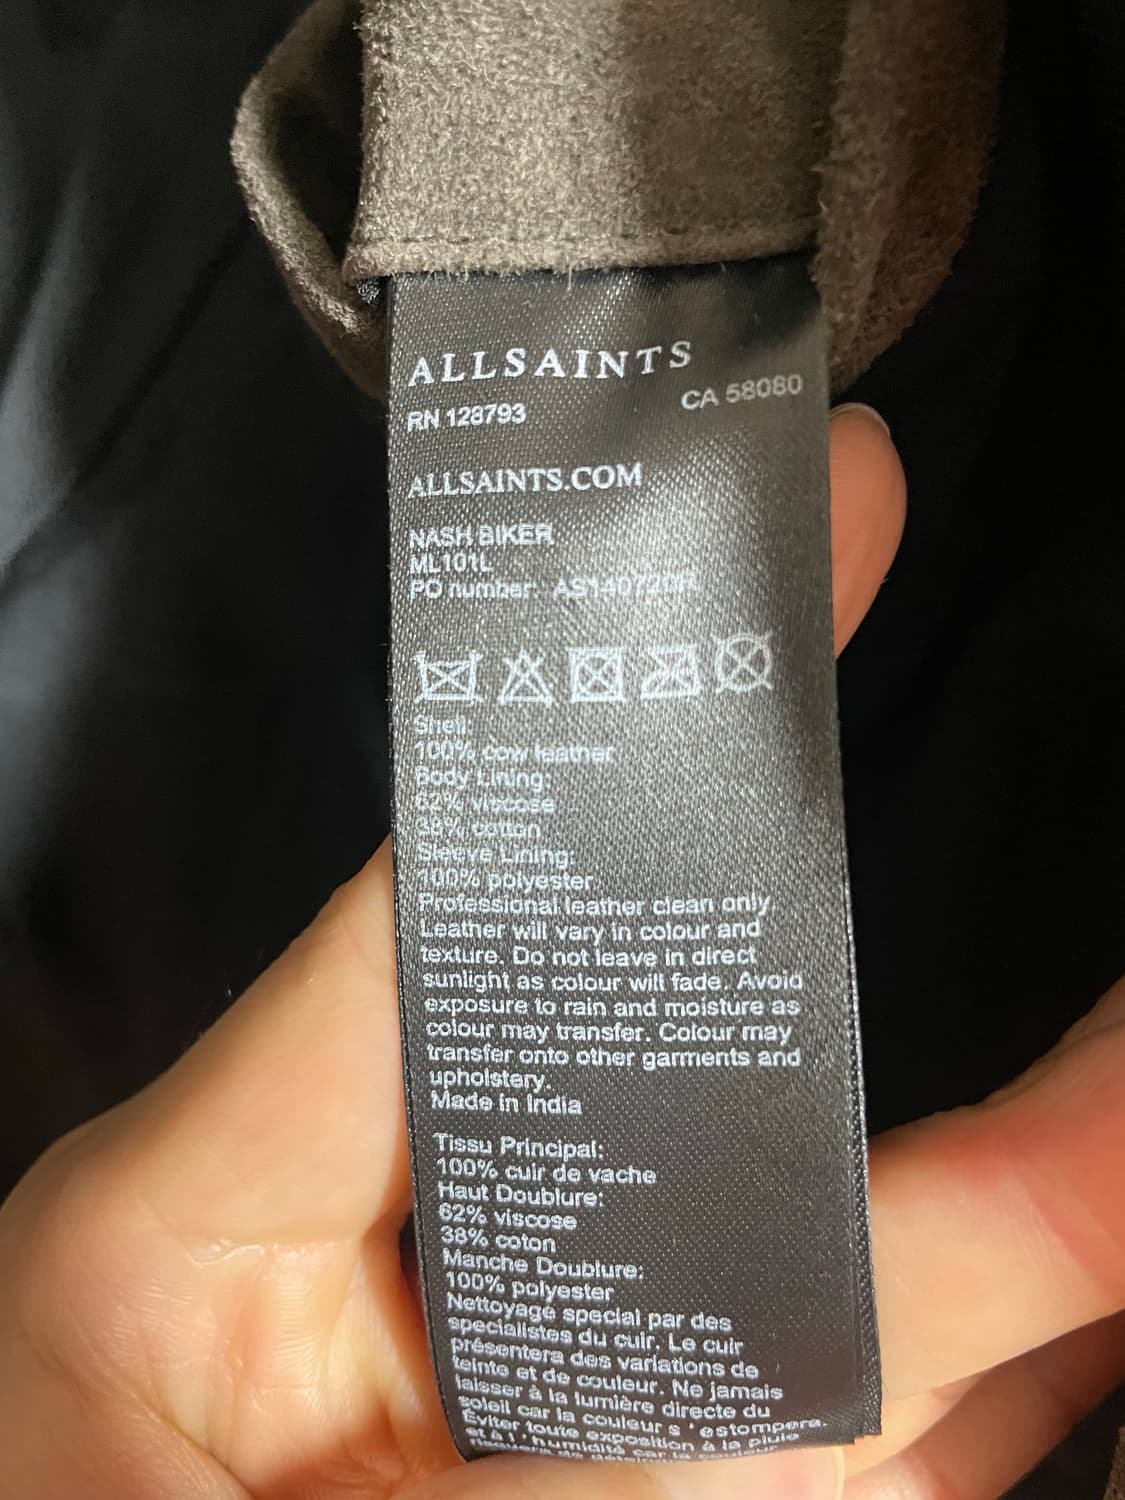 ALLSAINTS
RN 128793
CA 58080
ALLSAINTS.COM
NASH BIKER
ML101L
PO number:
Shell
100% cow leather
Body Lining:
62% viscose
38% cotton
Sleeve Lining:
100% polyester
Professional leather clean only
Leather will vary in colour and
texture. Do not leave in direct
sunlight as colour will fade. Avoid
exposure to rain and moisture as
colour may transfer. Colour may
transfer onto other garments and
upholstery.
Made in India
Tissu Principal:
100% cuir de vache
Haut Doublure:
62% viscose
38% coton
Manche Doublure:
100% polyester
Nettoyage special par des
specialistes du cuir. Le cuir
présentera des variations de
teinte et de couleur. Ne jamais
laisser à la lumière directe du
soleil car la couleur s 'estompera.
Éviter toute exposition à la pluie
et à l 'humidité car la couleur